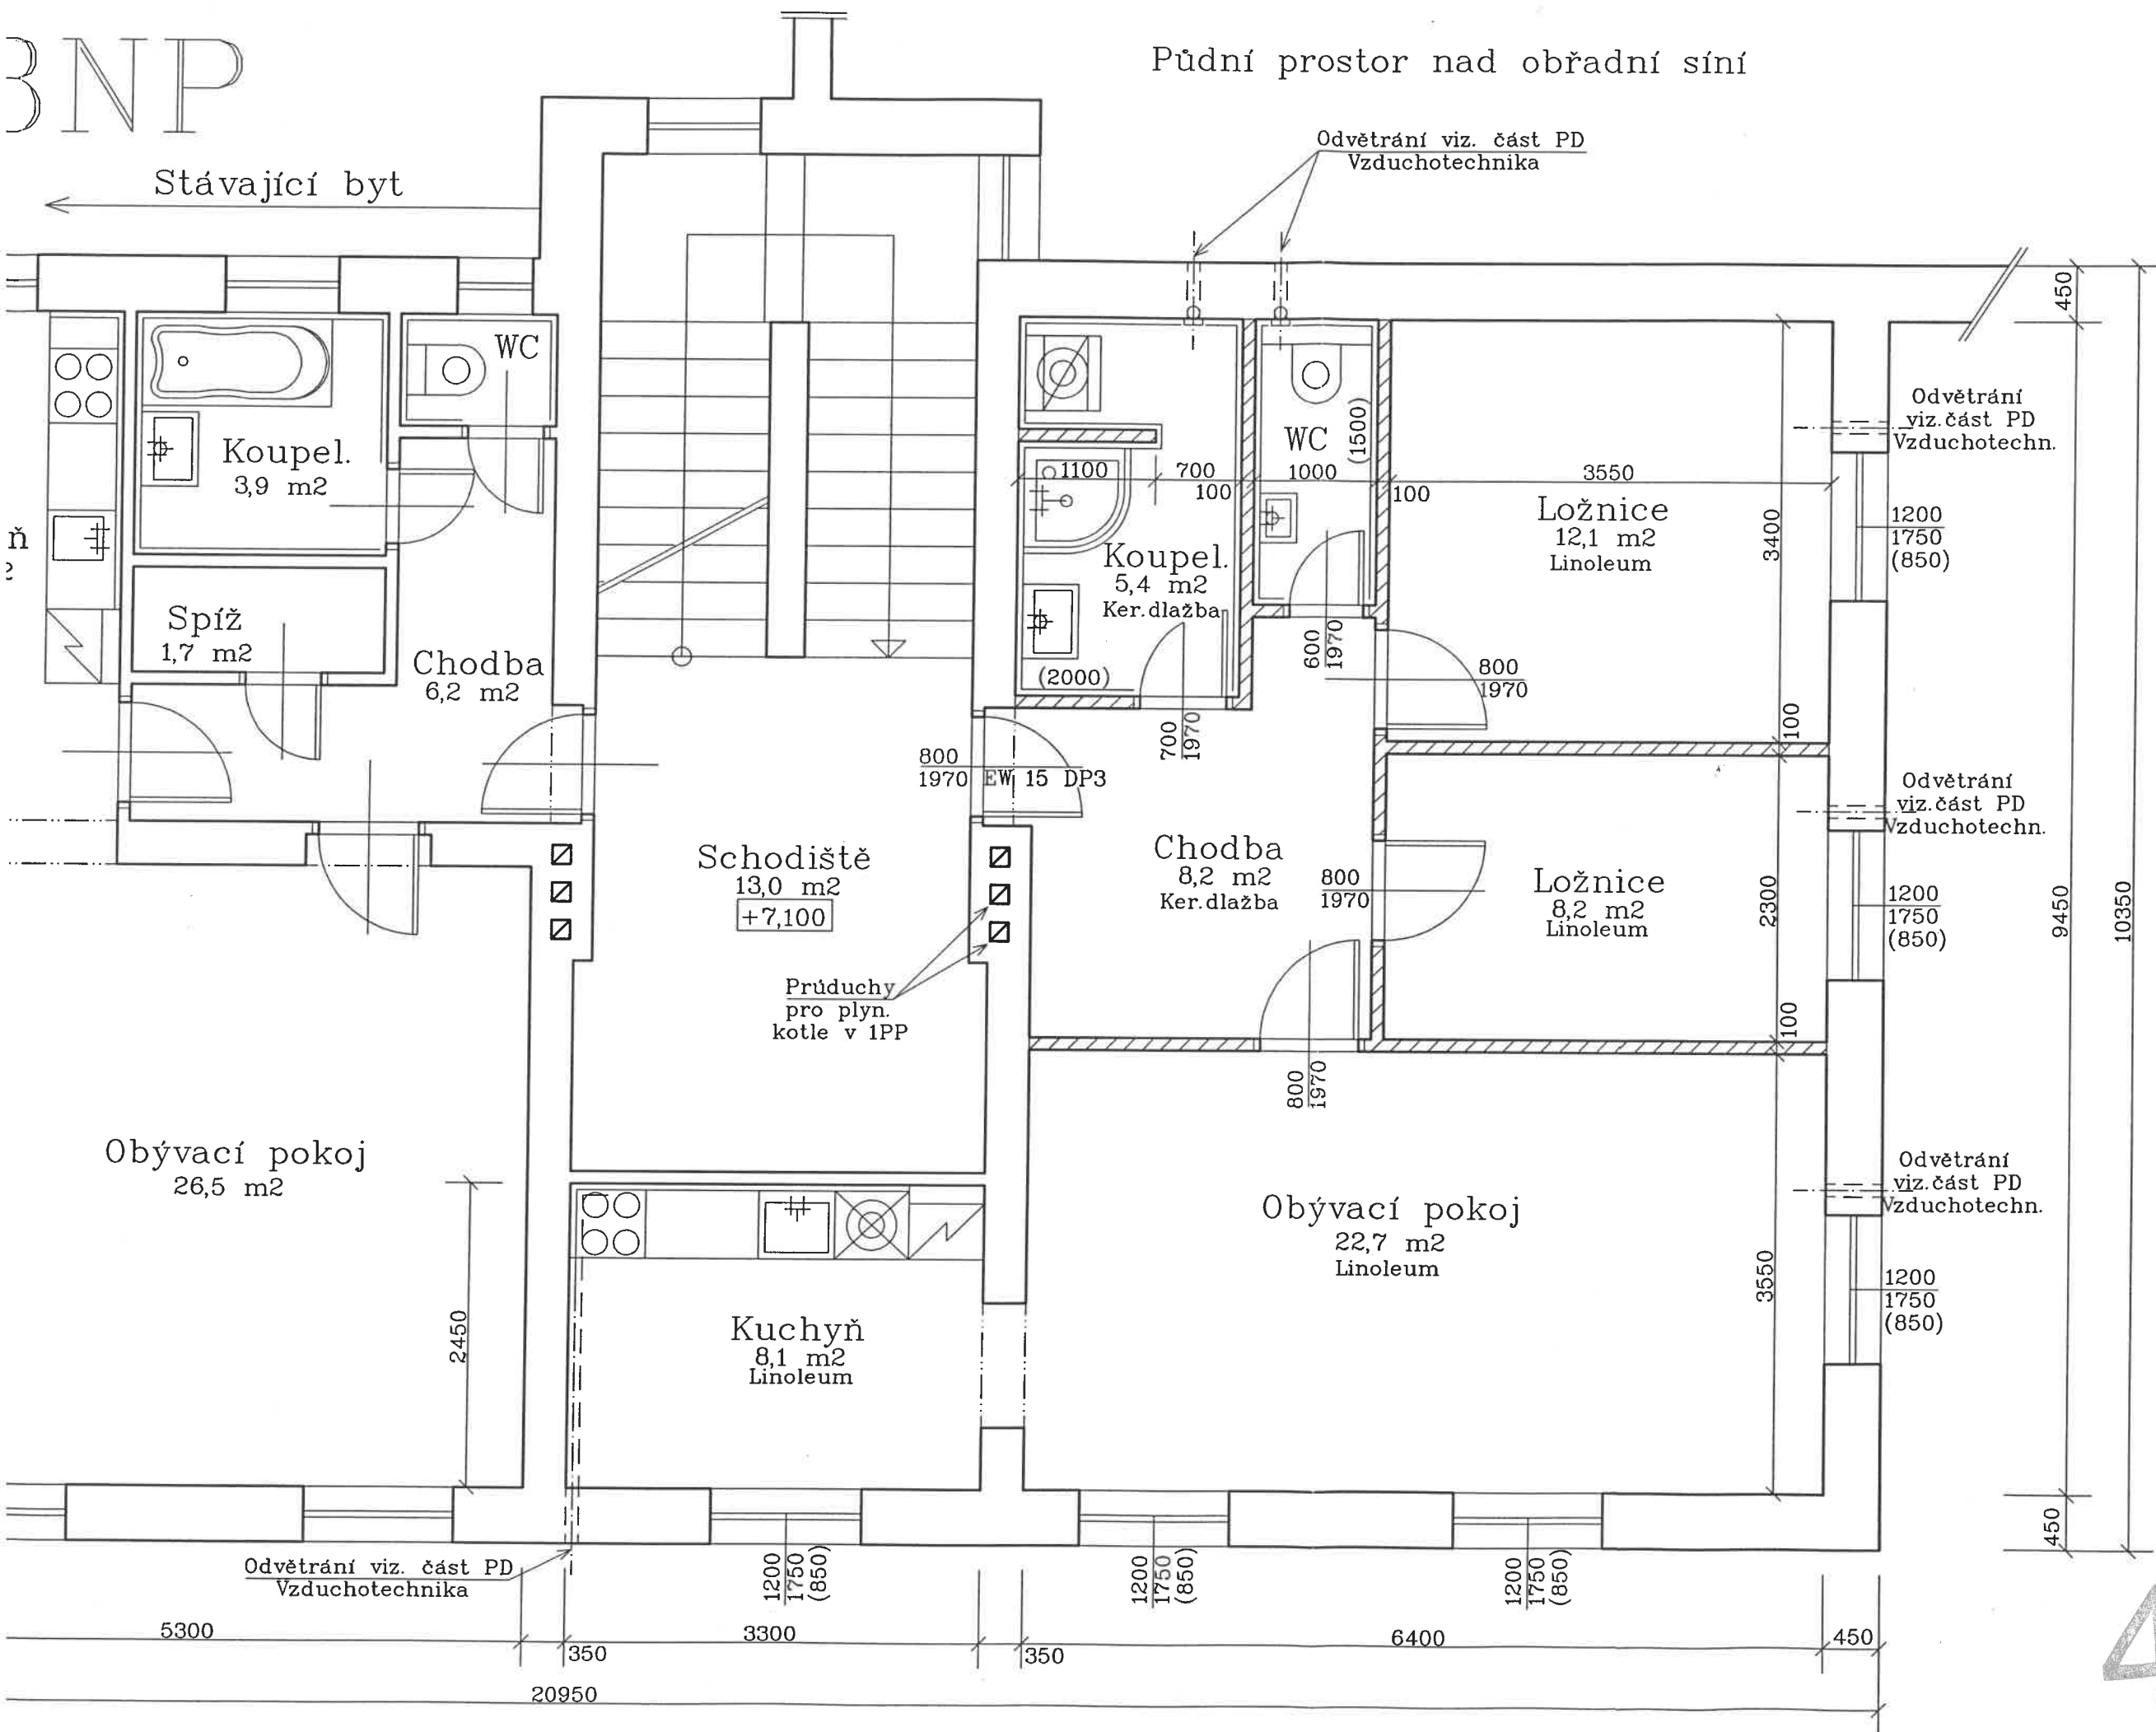 BNP
Půdní prostor nad obřadní síní
Odvětrání viz. část PD
Vzduchotechnika
Stávající byt
WC
Koupel.
3,9 m2
Spíž
1,7 m2
Chodba
6,2 m2
ň
Obývací pokoj
26,5 m2
2450
Schodiště
13,0 m2
+7,100
Průduchy
pro plyn.
kotle v 1PP
800
1970 EW 15 DP3
1100
700
100
1000
100
3550
WC
(1500)
Koupel.
5,4 m2
Ker.dlažba
(2000)
700
1970
600
1970
Ložnice
12,1 m2
Linoleum
3400
800
1970
100
Chodba
8,2 m2
Ker.dlažba
800
1970
Ložnice
8,2 m2
Linoleum
2300
100
800
1970
Obývací pokoj
22,7 m2
Linoleum
3550
Kuchyň
8,1 m2
Linoleum
Odvětrání
viz.část PD
Vzduchotechn.
1200
1750
(850)
Odvětrání
viz.část PD
Vzduchotechn.
1200
1750
(850)
Odvětrání
viz.část PD
Vzduchotechn.
1200
1750
(850)
450
9450
10350
450
Odvětrání viz. část PD
Vzduchotechnika
1200
1750
(850)
1200
1750
(850)
1200
1750
(850)
5300
350
3300
350
6400
450
20950